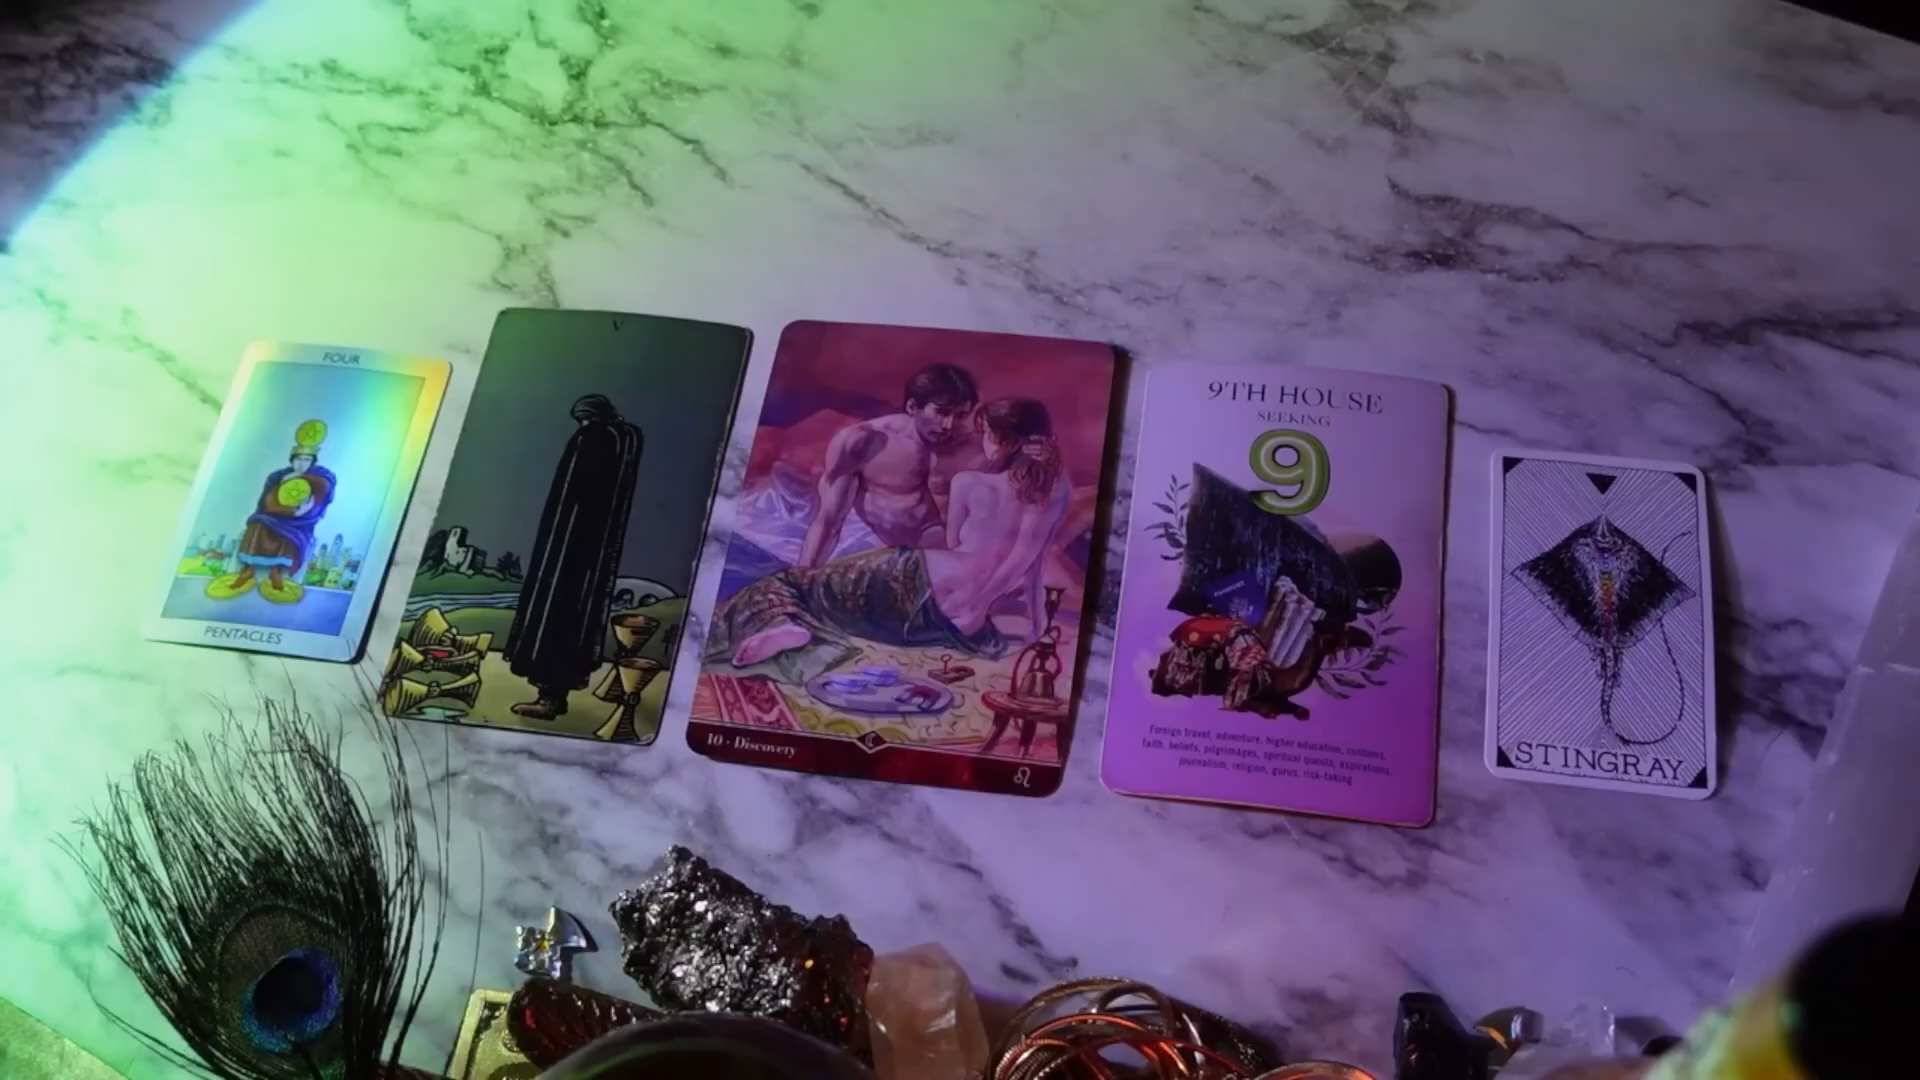 FOUR
PENTACLES
V
10 - Discovery
9TH HOUSE
SEEKING
9
PASSPORT
Foreign travel, adventure, higher education, customs,
faith, beliefs, pilgrimages, spiritual quests, aspirations,
journalism, religion, gurus, risk-taking
STINGRAY